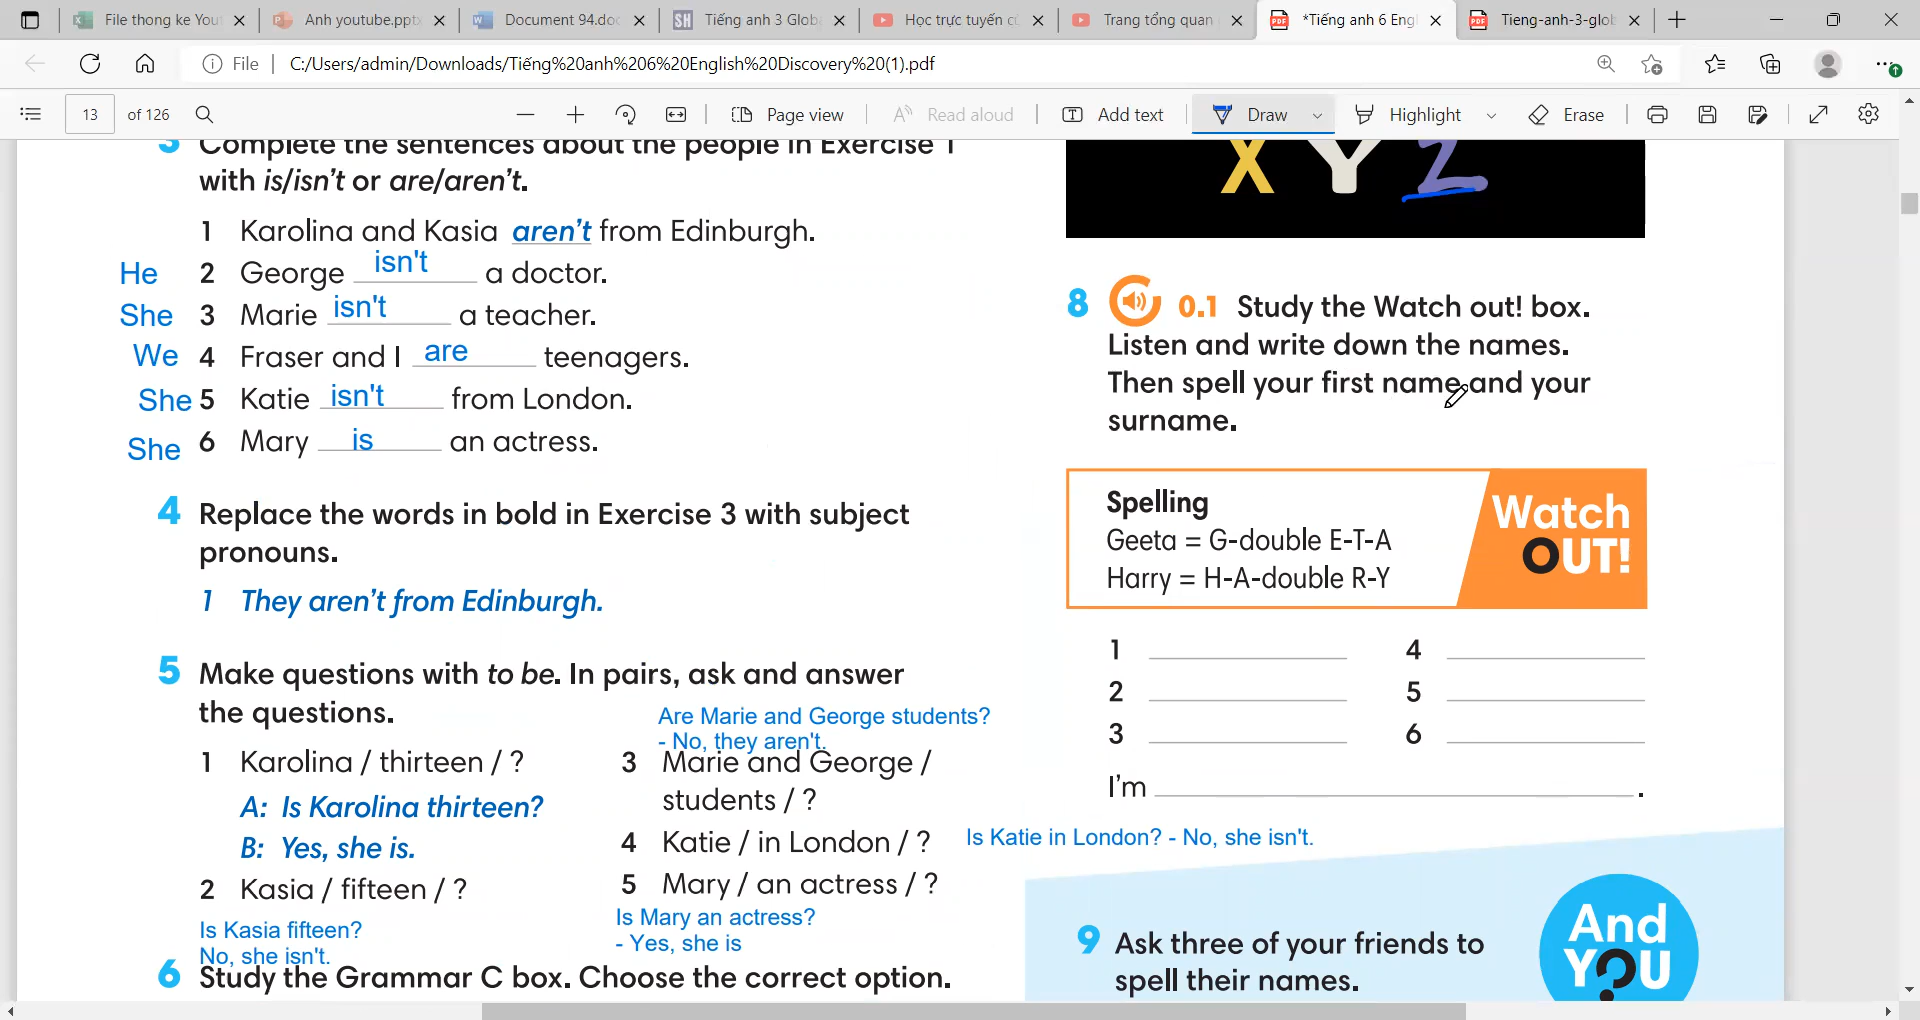 File thong ke You
Anh youtube.pptx
Document 94.doc
Tiếng anh 3 Glob
Học trực tuyến c
Trang tổng quan
*Tiếng anh 6 Engl
Tieng-anh-3-glob
File
C:/Users/admin/Downloads/Tiếng%20anh%206%20English%20Discovery%20(1).pdf
13 of 126
Page view
Read aloud
Add text
Draw
Highlight
Erase
3 Complete the sentences about the people in Exercise 1
with is/isn't or are/aren't.
1 Karolina and Kasia aren't from Edinburgh.
He 2 George isn't a doctor.
She 3 Marie isn't a teacher.
We 4 Fraser and I are teenagers.
She 5 Katie isn't from London.
She 6 Mary is an actress.
4 Replace the words in bold in Exercise 3 with subject
pronouns.
1 They aren't from Edinburgh.
5 Make questions with to be. In pairs, ask and answer
the questions.
1 Karolina / thirteen / ?
A: Is Karolina thirteen?
B: Yes, she is.
2 Kasia / fifteen / ?
Is Kasia fifteen?
No, she isn't.
Are Marie and George students?
- No, they aren't.
3 Marie and George /
students / ?
4 Katie / in London / ?
Is Katie in London? - No, she isn't.
5 Mary / an actress / ?
Is Mary an actress?
- Yes, she is
6 Study the Grammar C box. Choose the correct option.
X Y Z
8 0.1 Study the Watch out! box.
Listen and write down the names.
Then spell your first name and your
surname.
Spelling
Geeta = G-double E-T-A
Harry = H-A-double R-Y
Watch
OUT!
1 4
2 5
3 6
I'm .
9 Ask three of your friends to
spell their names.
And
YOU
?